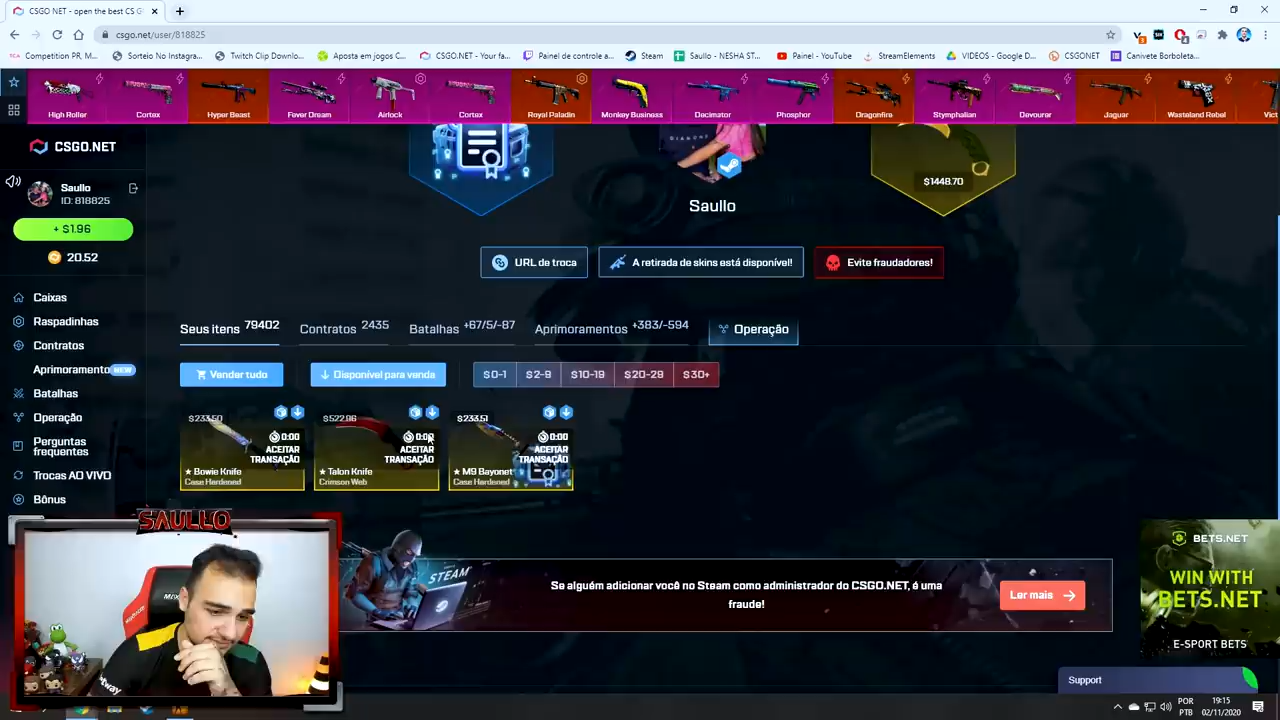 CSGO NET - open the best CS G
csgo.net/user/818825
Competition PR, M...
Sorteio No Instagra...
Twitch Clip Downlo...
Aposta em jogos C...
CSGO.NET - Your fa...
Painel de controle a...
Steam
Saullo — NESHA ST...
Painel - YouTube
StreamElements
VIDEOS - Google D...
CSGONET
Canivete Borboleta...
High Roller
Cortex
Hyper Beast
Fever Dream
Airlock
Cortex
Royal Paladin
Monkey Business
Decimator
Phosphor
Dragonfire
Stymphalian
Devourer
Jaguar
Wasteland Rebel
Vict
CSGO.NET
Saullo
ID: 818825
+ $1.96
20.52
Caixas
Raspadinhas
Contratos
Aprimoramento NEW
Batalhas
Operação
Perguntas
frequentes
Trocas AO VIVO
Bônus
$1448.70
Saullo
URL de troca
A retirada de skins está disponível!
Evite fraudadores!
Seus itens 79402
Contratos 2435
Batalhas +67/5/-87
Aprimoramentos +383/-594
Operação
Vender tudo
Disponível para venda
$0-1
$2-9
$10-19
$20-29
$30+
$233.50
0:00
ACEITAR
TRANSAÇÃO
★ Bowie Knife
Case Hardened
$522.96
0:00
ACEITAR
TRANSAÇÃO
★ Talon Knife
Crimson Web
$233.51
0:00
ACEITAR
TRANSAÇÃO
★ M9 Bayonet
Case Hardened
SAULLO
STEAM
Se alguém adicionar você no Steam como administrador do CSGO.NET, é uma
fraude!
Ler mais
BETS.NET
WIN WITH
BETS.NET
E-SPORT BETS
Support
POR
PTB
19:15
02/11/2020